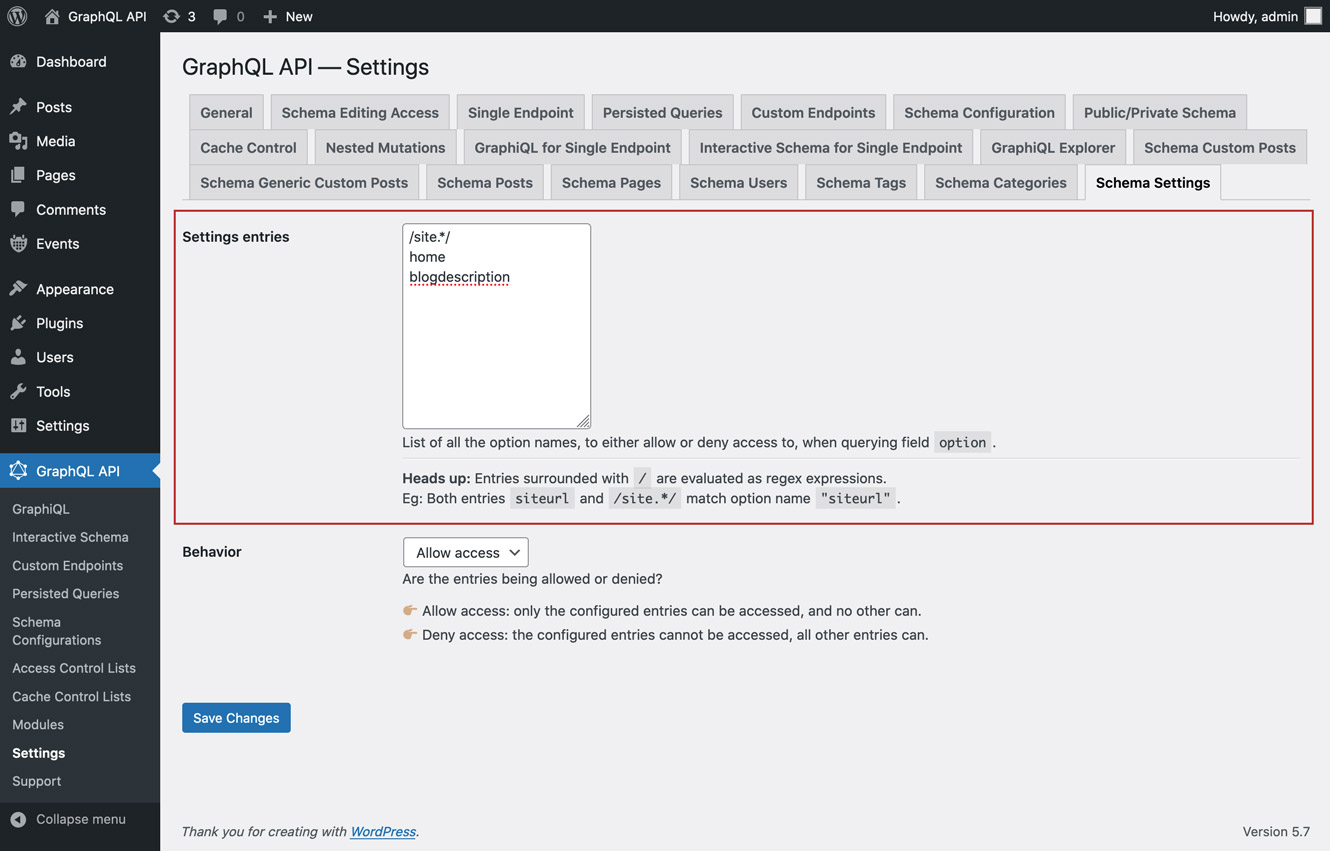 GraphQL API 3 0 New Howdy, admin
Dashboard
Posts
Media
Pages
Comments
Events
Appearance
Plugins
Users
Tools
Settings
GraphQL API
GraphiQL
Interactive Schema
Custom Endpoints
Persisted Queries
Schema
Configurations
Access Control Lists
Cache Control Lists
Modules
Settings
Support
Collapse menu
GraphQL API — Settings
General Schema Editing Access Single Endpoint Persisted Queries Custom Endpoints Schema Configuration Public/Private Schema
Cache Control Nested Mutations GraphiQL for Single Endpoint Interactive Schema for Single Endpoint GraphiQL Explorer Schema Custom Posts
Schema Generic Custom Posts Schema Posts Schema Pages Schema Users Schema Tags Schema Categories Schema Settings
Settings entries
/site.*/
home
blogdescription
List of all the option names, to either allow or deny access to, when querying field option .
Heads up: Entries surrounded with / are evaluated as regex expressions.
Eg: Both entries siteurl and /site.*/ match option name "siteurl" .
Behavior
Allow access
Are the entries being allowed or denied?
👉🏽 Allow access: only the configured entries can be accessed, and no other can.
👉🏽 Deny access: the configured entries cannot be accessed, all other entries can.
Save Changes
Thank you for creating with WordPress.
Version 5.7